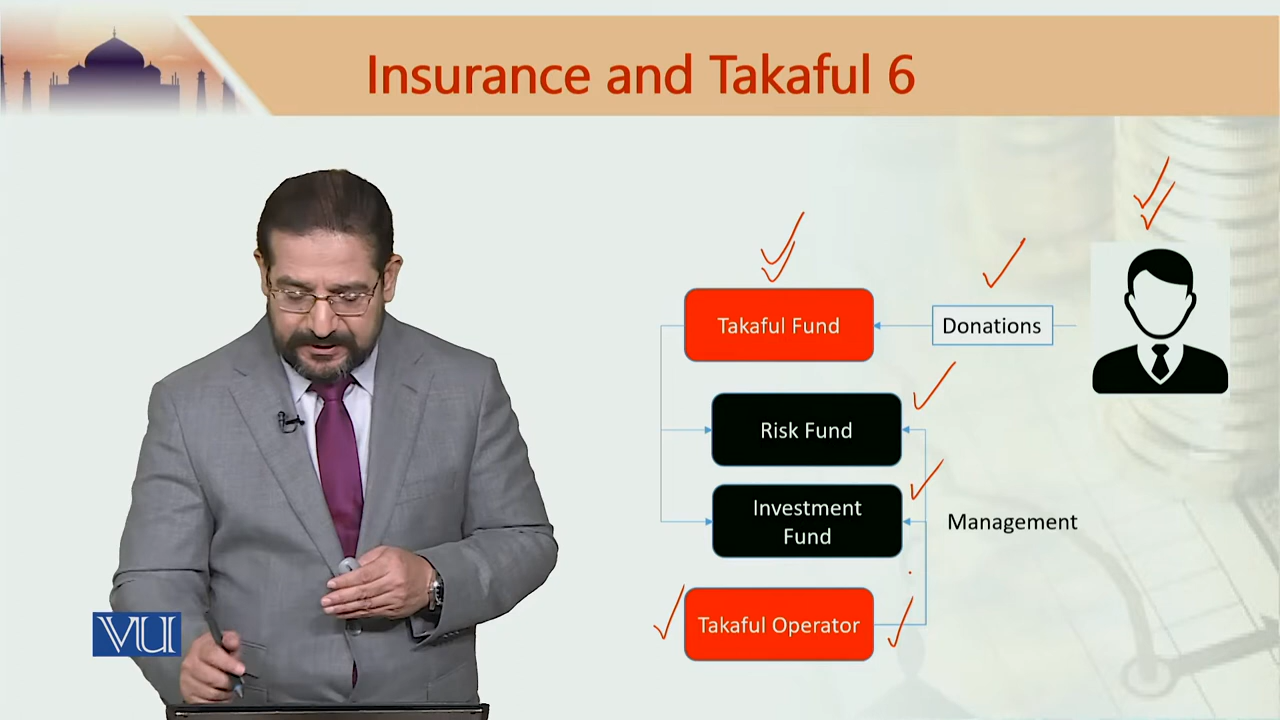 Insurance and Takaful 6
Takaful Fund
Donations
Risk Fund
Investment
Fund
Management
Takaful Operator
VU